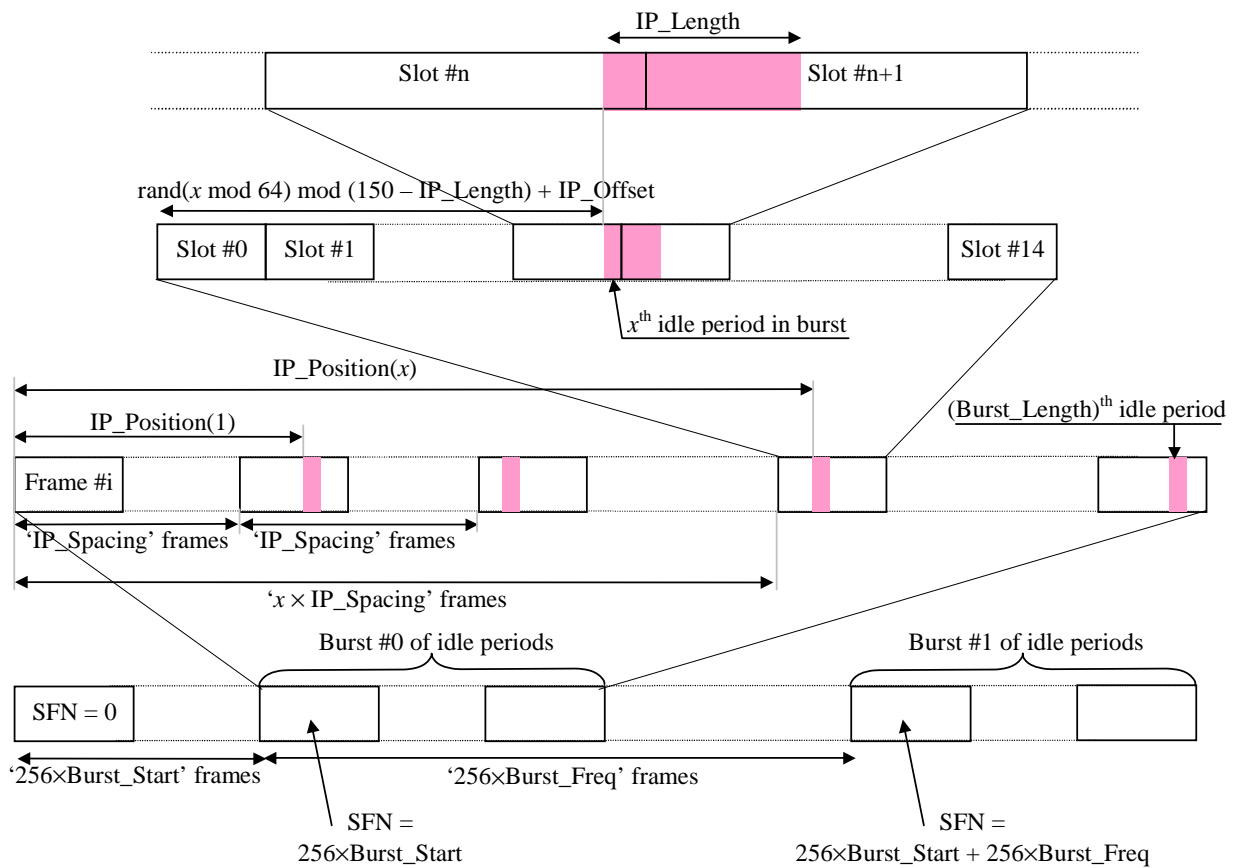 IP_Length
Slot #n
Slot #n+1
rand(x mod 64) mod (150 – IP_Length) + IP_Offset
Slot #0
Slot #1
Slot #14
xth idle period in burst
IP_Position(x)
IP_Position(1)
(Burst_Length)th idle period
Frame #i
‘IP_Spacing’ frames
‘IP_Spacing’ frames
‘x × IP_Spacing’ frames
Burst #0 of idle periods
Burst #1 of idle periods
SFN = 0
‘256×Burst_Start’ frames
‘256×Burst_Freq’ frames
SFN =
256×Burst_Start
SFN =
256×Burst_Start + 256×Burst_Freq